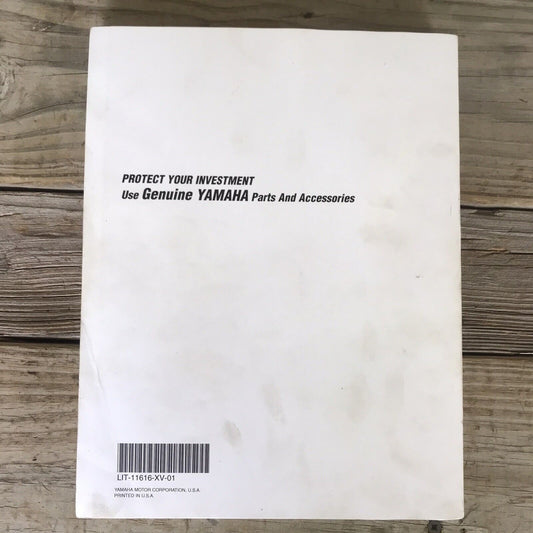 PROTECT YOUR INVESTMENT
Use Genuine YAMAHA Parts And Accessories
LIT-11616-XV-01
YAMAHA MOTOR CORPORATION, U.S.A.
PRINTED IN U.S.A.